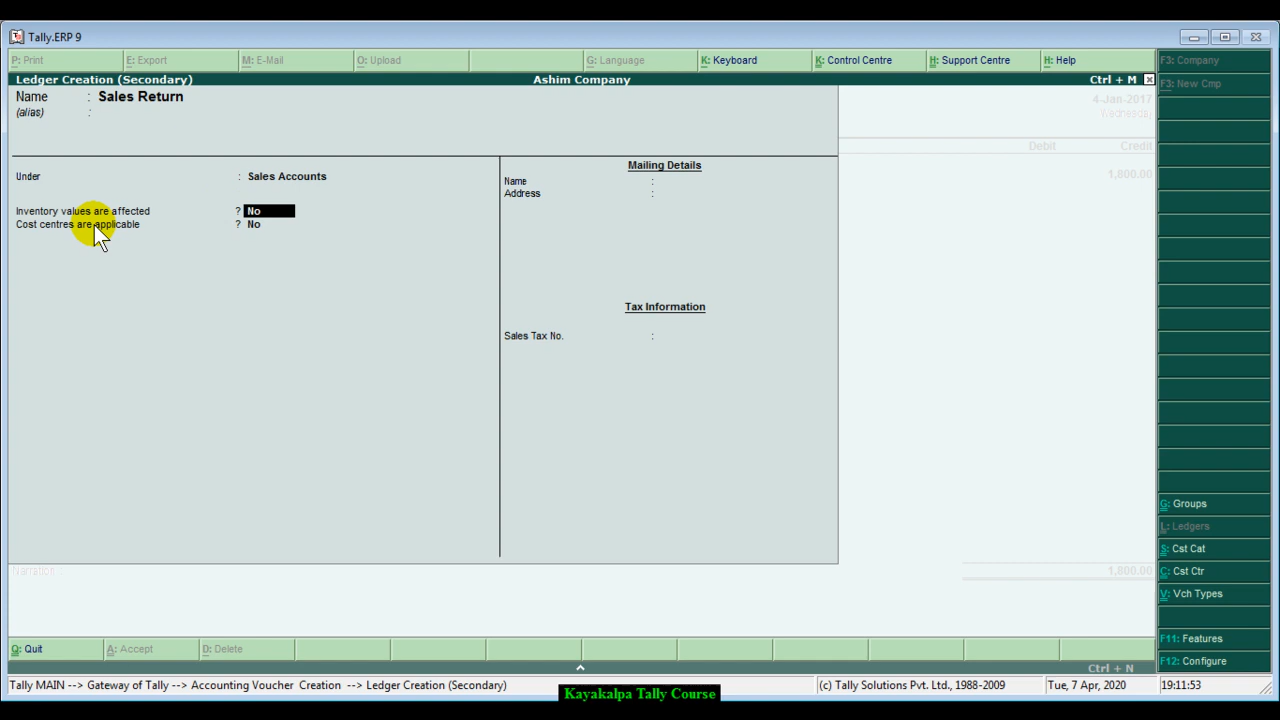 Tally.ERP 9
P: Print
E: Export
M: E-Mail
O: Upload
G: Language
K: Keyboard
K: Control Centre
H: Support Centre
H: Help
F3: Company
Ledger Creation (Secondary)
Ashim Company
Ctrl + M
F3: New Cmp
Name : Sales Return
(alias) :
4-Jan-2017
Wednesday
Debit Credit
1,800.00
Under : Sales Accounts
Inventory values are affected ? No
Cost centres are applicable ? No
Mailing Details
Name :
Address :
Tax Information
Sales Tax No. :
Narration :
1,800.00
G: Groups
L: Ledgers
S: Cst Cat
C: Cst Ctr
V: Vch Types
F11: Features
F12: Configure
Q: Quit
A: Accept
D: Delete
Ctrl + N
Tally MAIN --> Gateway of Tally --> Accounting Voucher Creation --> Ledger Creation (Secondary)
(c) Tally Solutions Pvt. Ltd., 1988-2009
Tue, 7 Apr, 2020
19:11:53
Kayakalpa Tally Course